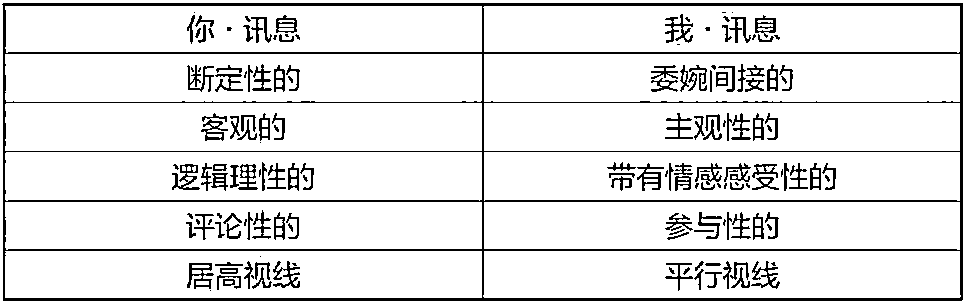 你·讯息 我·讯息
断定性的 委婉间接的
客观的 主观性的
逻辑理性的 带有情感感受性的
评论性的 参与性的
居高视线 平行视线